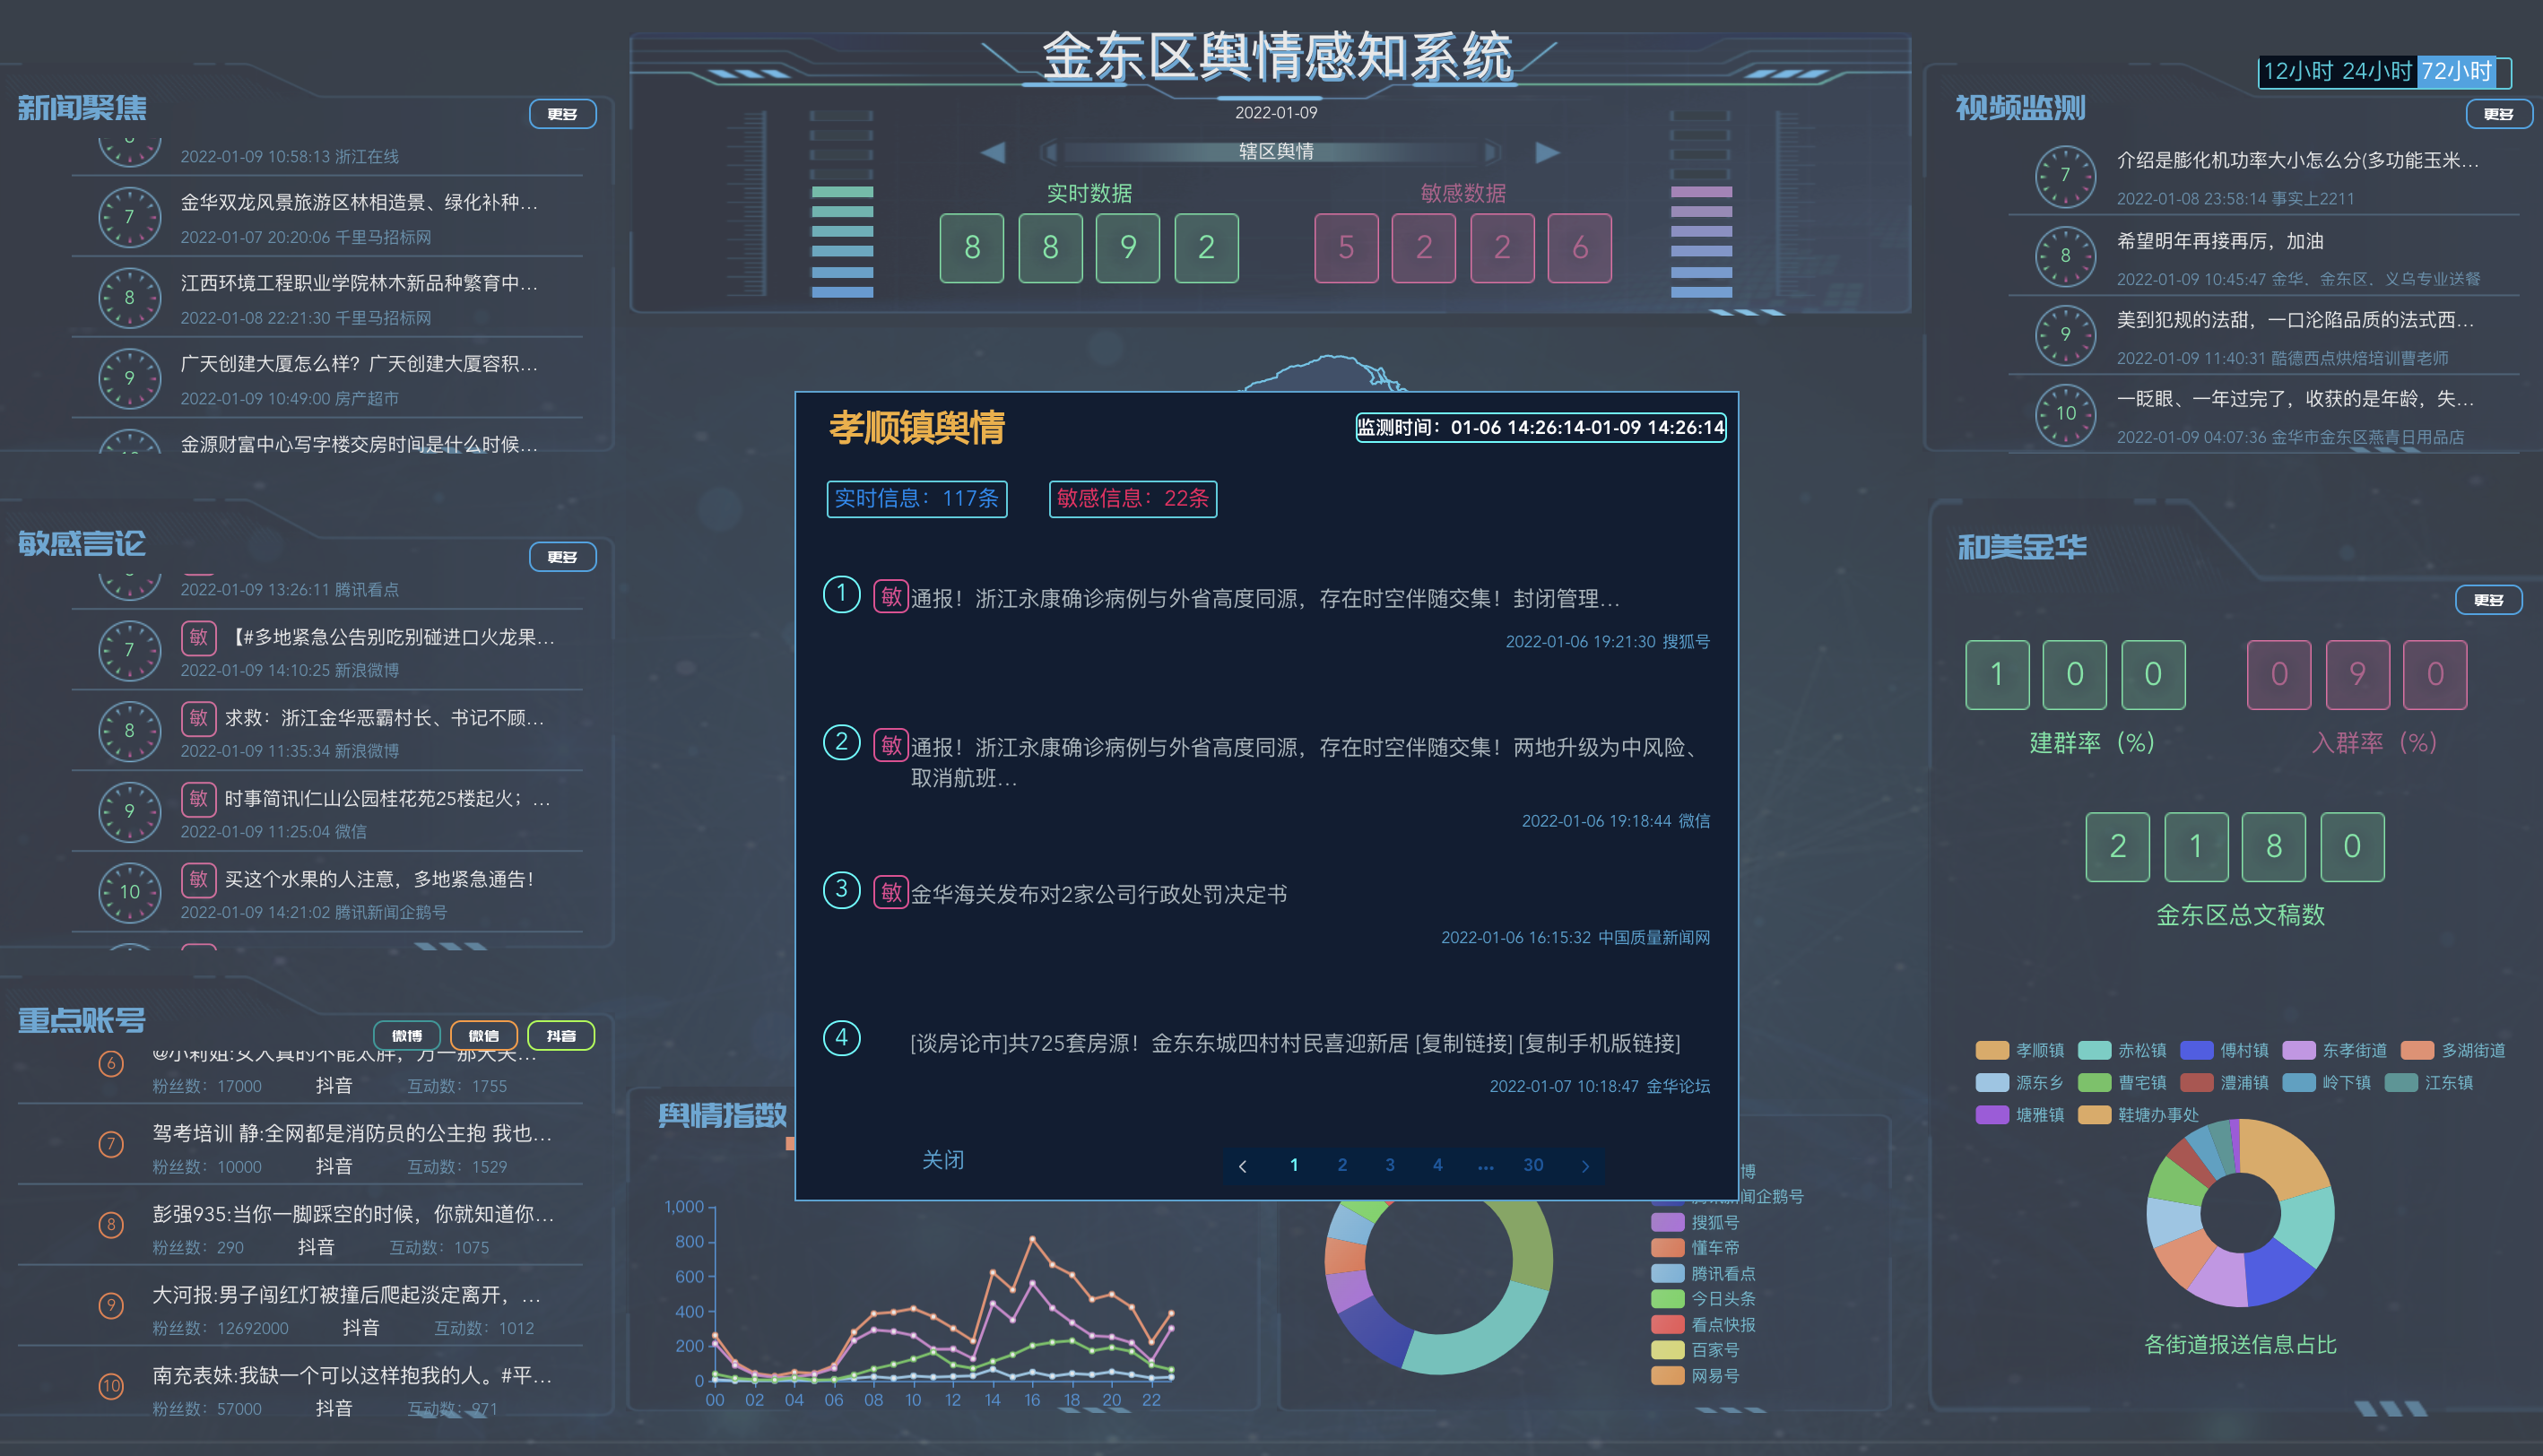 金东区舆情感知系统
2022-01-09
辖区舆情
实时数据
敏感数据
8 8 9 2
5 2 2 6
12小时 24小时 72小时
新闻聚焦
更多
2022-01-09 10:58:13 浙江在线
7
金华双龙风景旅游区林相造景、绿化补种...
2022-01-07 20:20:06 千里马招标网
8
江西环境工程职业学院林木新品种繁育中...
2022-01-08 22:21:30 千里马招标网
9
广天创建大厦怎么样？广天创建大厦容积...
2022-01-09 10:49:00 房产超市
金源财富中心写字楼交房时间是什么时候...
敏感言论
更多
2022-01-09 13:26:11 腾讯看点
7
敏 【#多地紧急公告别吃别碰进口火龙果...
2022-01-09 14:10:25 新浪微博
8
敏 求救：浙江金华恶霸村长、书记不顾...
2022-01-09 11:35:34 新浪微博
9
敏 时事简讯|仁山公园桂花苑25楼起火；...
2022-01-09 11:25:04 微信
10
敏 买这个水果的人注意，多地紧急通告！
2022-01-09 14:21:02 腾讯新闻企鹅号
重点账号
微博 微信 抖音
6
@小莉姐:女人真的不能太胖，万一那天天...
粉丝数：17000 抖音 互动数：1755
7
驾考培训 静:全网都是消防员的公主抱 我也...
粉丝数：10000 抖音 互动数：1529
8
彭强935:当你一脚踩空的时候，你就知道你...
粉丝数：290 抖音 互动数：1075
9
大河报:男子闯红灯被撞后爬起淡定离开，...
粉丝数：12692000 抖音 互动数：1012
10
南充表妹:我缺一个可以这样抱我的人。#平...
粉丝数：57000 抖音 互动数：971
孝顺镇舆情
监测时间：01-06 14:26:14-01-09 14:26:14
实时信息：117条
敏感信息：22条
1 敏 通报！浙江永康确诊病例与外省高度同源，存在时空伴随交集！封闭管理...
2022-01-06 19:21:30 搜狐号
2 敏 通报！浙江永康确诊病例与外省高度同源，存在时空伴随交集！两地升级为中风险、
取消航班...
2022-01-06 19:18:44 微信
3 敏 金华海关发布对2家公司行政处罚决定书
2022-01-06 16:15:32 中国质量新闻网
4 [谈房论市]共725套房源！金东东城四村村民喜迎新居 [复制链接] [复制手机版链接]
2022-01-07 10:18:47 金华论坛
关闭
< 1 2 3 4 ... 30 >
舆情指数
1,000
800
600
400
200
0
00 02 04 06 08 10 12 14 16 18 20 22
博
闻企鹅号
搜狐号
懂车帝
腾讯看点
今日头条
看点快报
百家号
网易号
视频监测
更多
7
介绍是膨化机功率大小怎么分(多功能玉米...
2022-01-08 23:58:14 事实上2211
8
希望明年再接再厉，加油
2022-01-09 10:45:47 金华．金东区．义乌专业送餐
9
美到犯规的法甜，一口沦陷品质的法式西...
2022-01-09 11:40:31 酷德西点烘焙培训曹老师
10
一眨眼、一年过完了，收获的是年龄，失...
2022-01-09 04:07:36 金华市金东区燕青日用品店
和美金华
更多
1 0 0
0 9 0
建群率（%）
入群率（%）
2 1 8 0
金东区总文稿数
孝顺镇 赤松镇 傅村镇 东孝街道 多湖街道
源东乡 曹宅镇 澧浦镇 岭下镇 江东镇
塘雅镇 鞋塘办事处
各街道报送信息占比